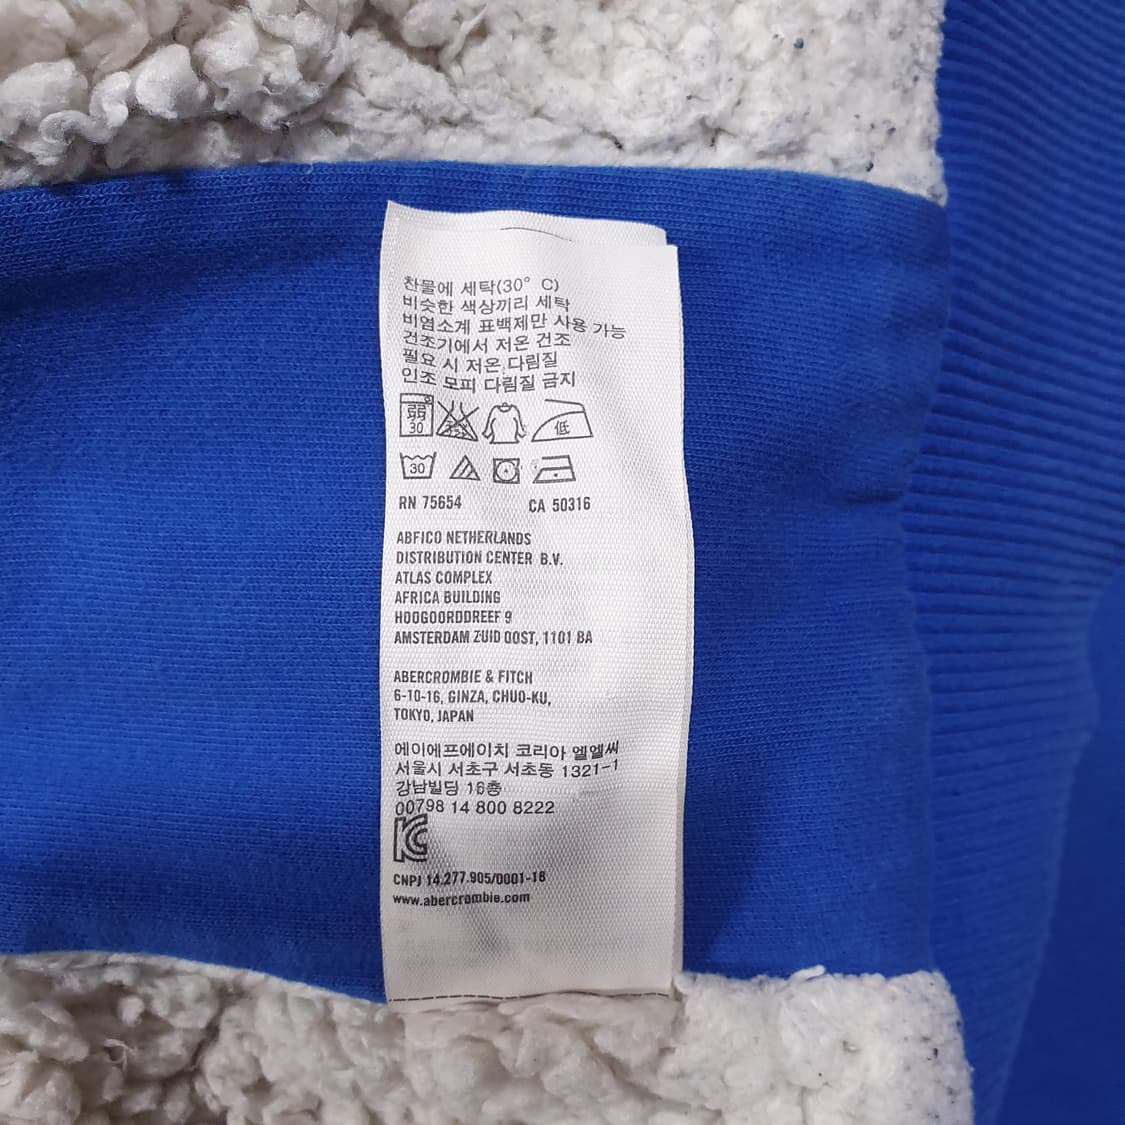 찬물에 세탁(30° C)
비슷한 색상끼리 세탁
비염소계 표백제만 사용 가능
건조기에서 저온 건조
필요 시 저온 다림질
인조 모피 다림질 금지
弱 30
低
30
RN 75654 CA 50316
ABFICO NETHERLANDS
DISTRIBUTION CENTER B.V.
ATLAS COMPLEX
AFRICA BUILDING
HOOGOORDDREEF 9
AMSTERDAM ZUID OOST, 1101 BA
ABERCROMBIE & FITCH
6-10-16, GINZA, CHUO-KU,
TOKYO, JAPAN
에이에프에이치 코리아 엘엘씨
서울시 서초구 서초동 1321-1
강남빌딩 16층
00798 14 800 8222
KC
CNPJ 14.277.905/0001-16
www.abercrombie.com